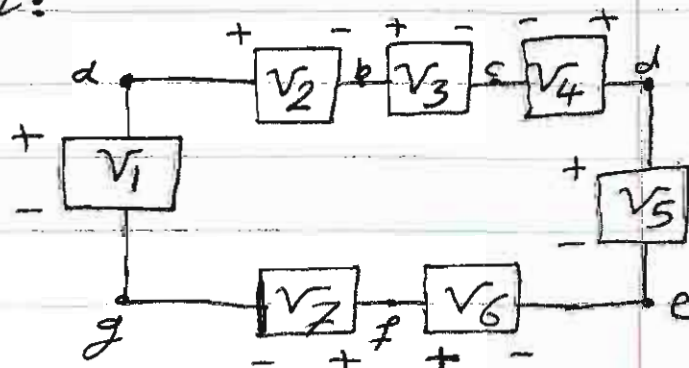 + - + - - +
a V2 b V3 c V4 d
+ V1 -
+ V5 -
g V7 f V6 e
- + + -